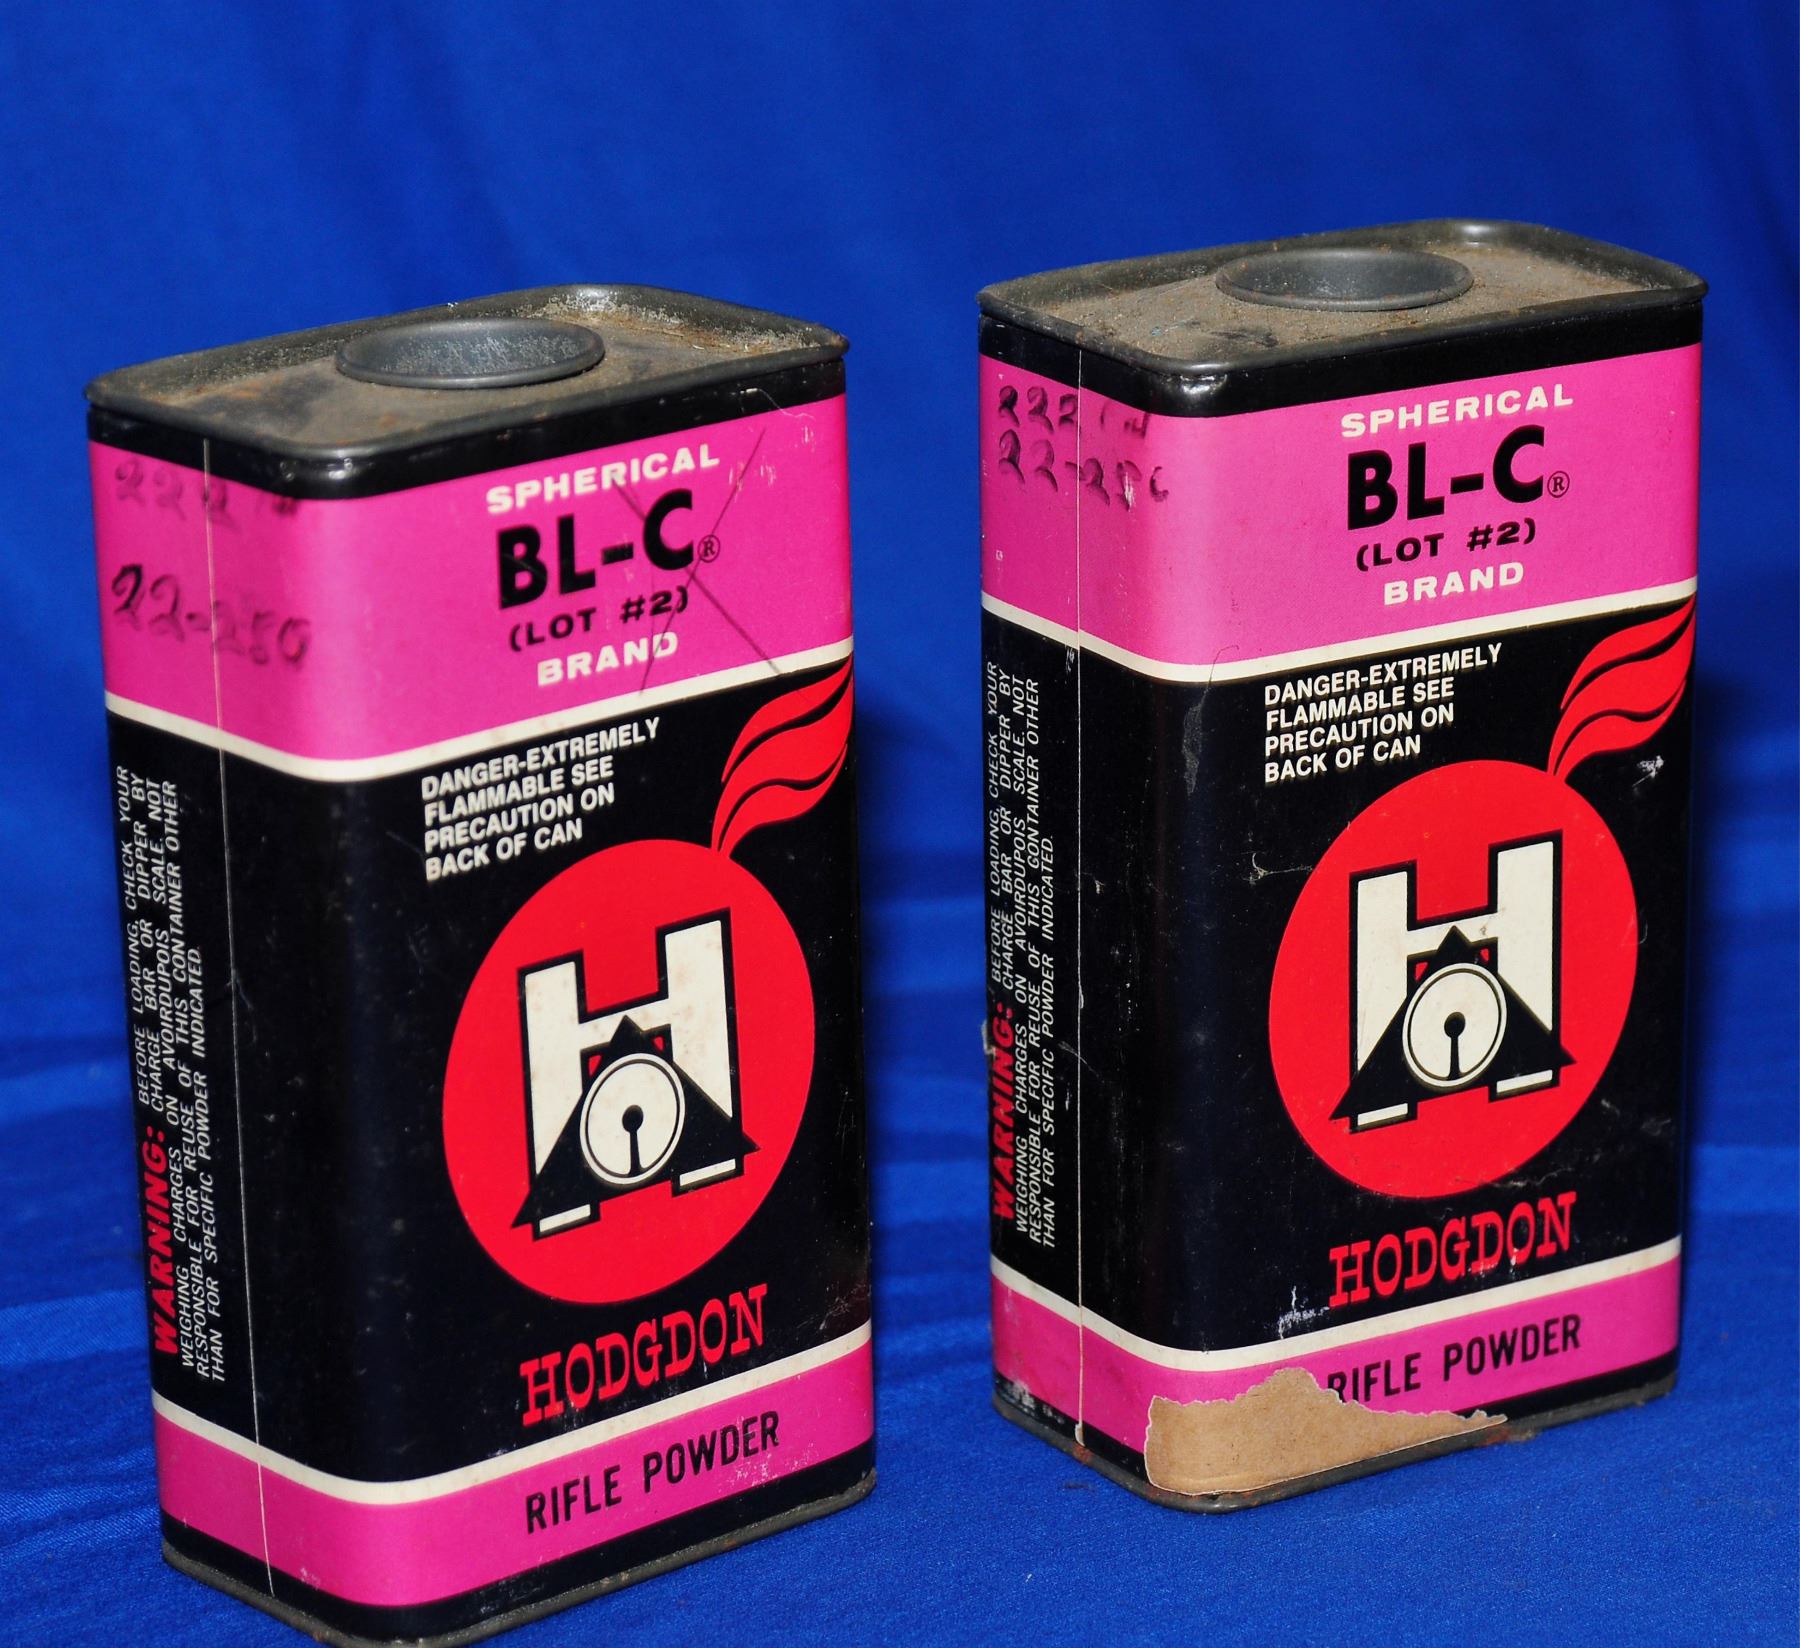 222
22-250
SPHERICAL
BL-C®
(LOT #2)
BRAND
DANGER-EXTREMELY
FLAMMABLE SEE
PRECAUTION ON
BACK OF CAN
H
HODGDON
RIFLE POWDER
WARNING: BEFORE LOADING, CHECK YOUR
WEIGHING CHARGE BAR OR DIPPER BY
CHARGES ON AVOIRDUPOIS SCALE. NOT
RESPONSIBLE FOR REUSE OF THIS CONTAINER OTHER
THAN FOR SPECIFIC POWDER INDICATED.
222
22-250
SPHERICAL
BL-C®
(LOT #2)
BRAND
DANGER-EXTREMELY
FLAMMABLE SEE
PRECAUTION ON
BACK OF CAN
H
HODGDON
RIFLE POWDER
WARNING: BEFORE LOADING, CHECK YOUR
CHARGE BAR OR DIPPER BY
WEIGHING CHARGES ON AVOIRDUPOIS SCALE. NOT
RESPONSIBLE FOR REUSE OF THIS CONTAINER OTHER
THAN FOR SPECIFIC POWDER INDICATED.